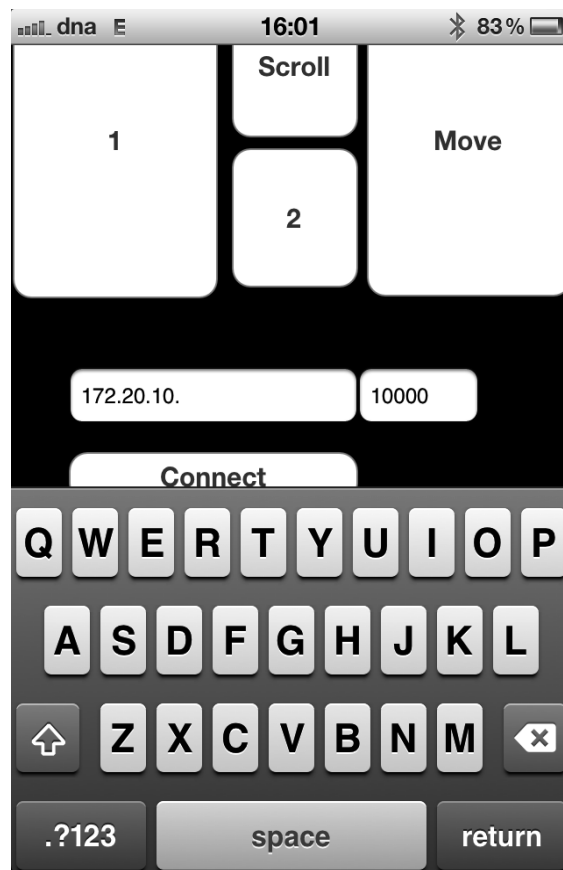 dna E 16:01 83%
Scroll
1 Move
2
172.20.10. 10000
Connect
Q W E R T Y U I O P
A S D F G H J K L
Z X C V B N M
.?123 space return